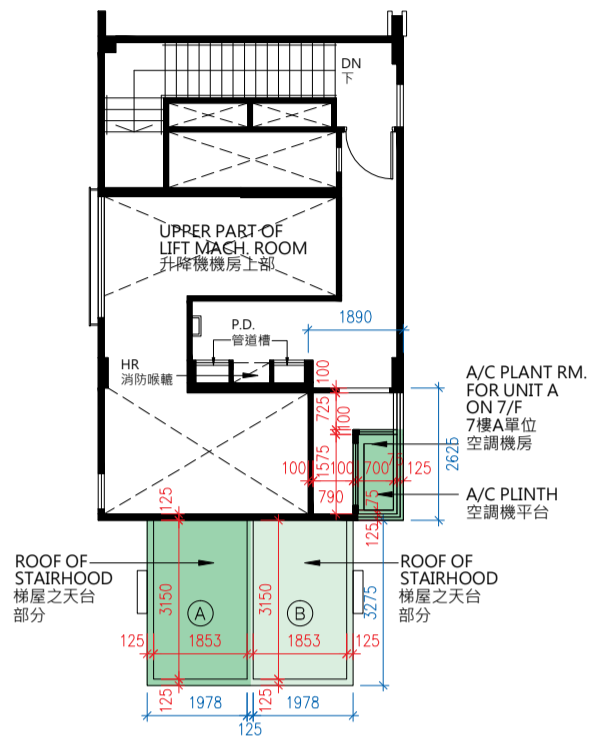 DN
下
UPPER PART OF
LIFT MACH. ROOM
升降機機房上部
P.D.
管道槽
HR
消防喉轆
1890
100
725
100
1575
100
100
700
75
125
790
75
125
2625
A/C PLANT RM.
FOR UNIT A
ON 7/F
7樓A單位
空調機房
A/C PLINTH
空調機平台
125
ROOF OF
STAIRHOOD
梯屋之天台
部分
3150
3150
3275
ROOF OF
STAIRHOOD
梯屋之天台
部分
A
B
125
1853
1853
125
125
125
1978
1978
125